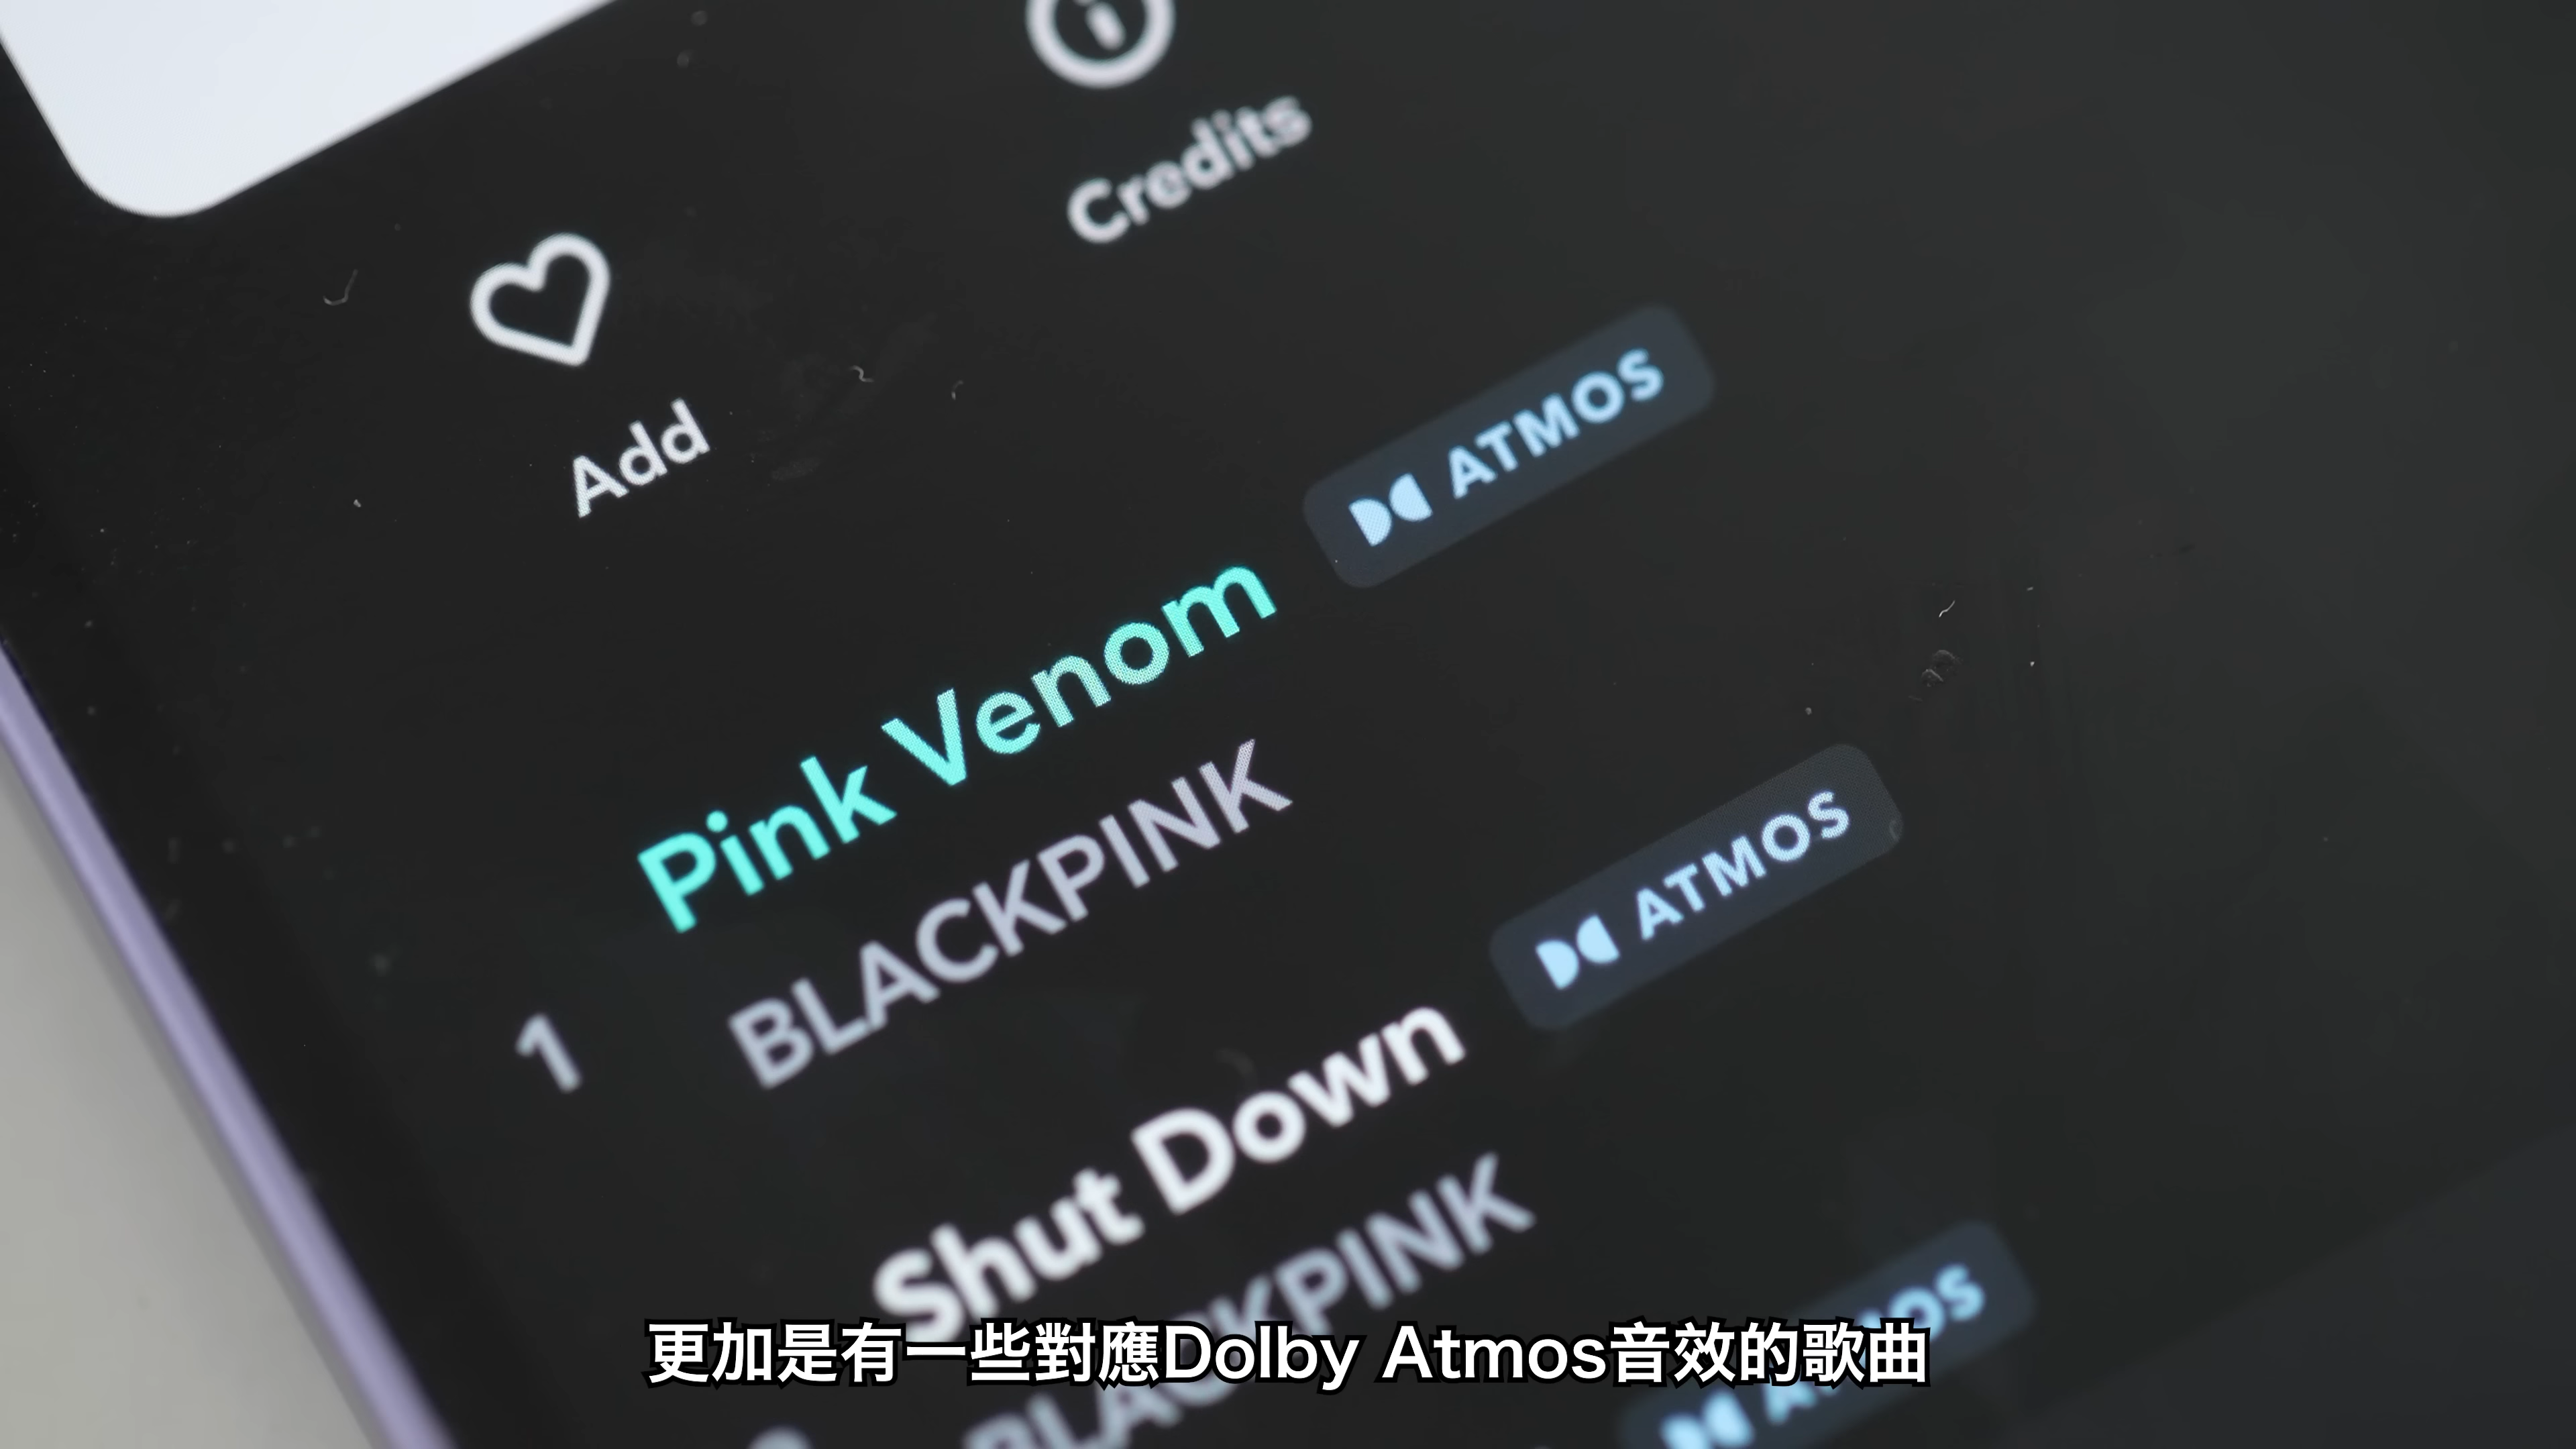 Credits
Add
Pink Venom
ATMOS
1
BLACKPINK
Shut Down
ATMOS
BLACKPINK
更加是有一些對應Dolby Atmos音效的歌曲